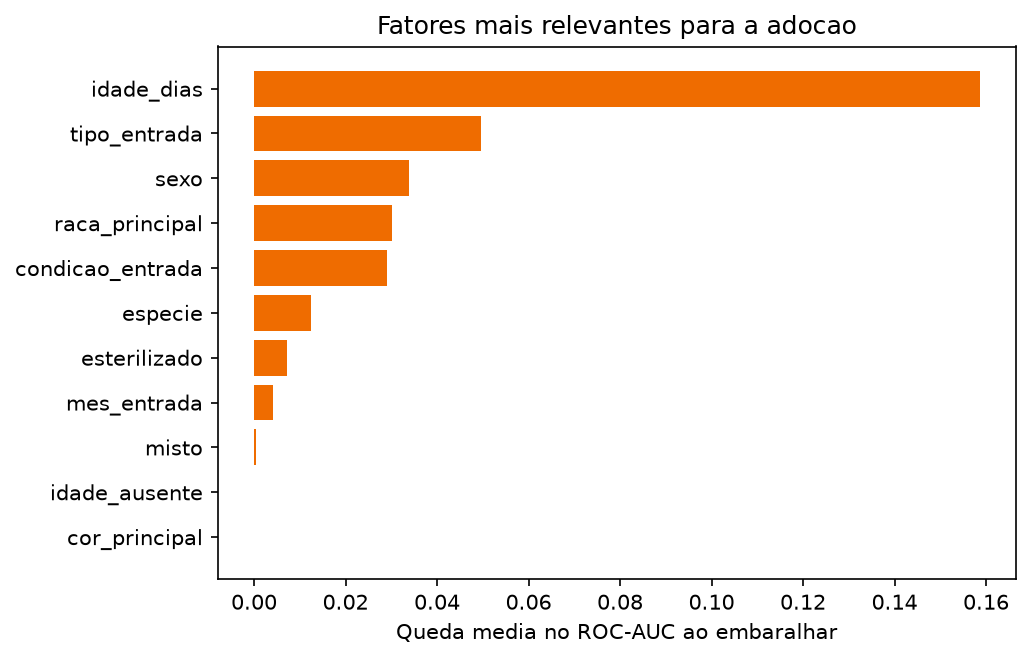 Fatores mais relevantes para a adocao
idade_dias
tipo_entrada
sexo
raca_principal
condicao_entrada
especie
esterilizado
mes_entrada
misto
idade_ausente
cor_principal
0.00 0.02 0.04 0.06 0.08 0.10 0.12 0.14 0.16
Queda media no ROC-AUC ao embaralhar